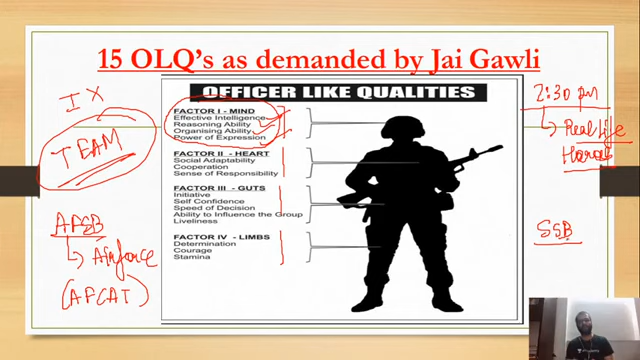 15 OLQ's as demanded by Jai Gawli
OFFICER LIKE QUALITIES
FACTOR I - MIND
Effective Intelligence
Reasoning Ability
Organising Ability
Power of Expression
FACTOR II - HEART
Social Adaptability
Cooperation
Sense of Responsibility
FACTOR III - GUTS
Initiative
Self Confidence
Speed of Decision
Ability to Influence the Group
Liveliness
FACTOR IV - LIMBS
Determination
Courage
Stamina
I X
TEAM
AFSB
Airforce
(AFCAT)
2:30 pm
Real life
SSB